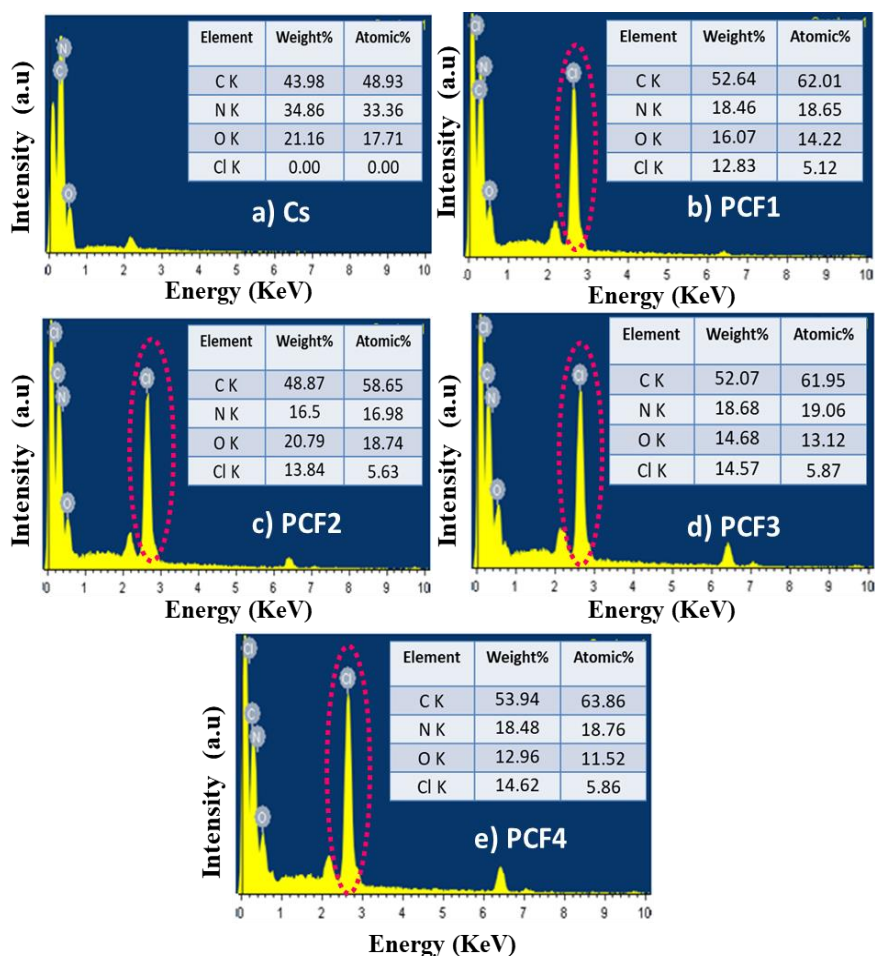 Element Weight% Atomic%
C K 43.98 48.93
N K 34.86 33.36
O K 21.16 17.71
Cl K 0.00 0.00
N
C
O
a) Cs
Intensity (a.u)
0 1 2 3 4 5 6 7 8 9 10
Energy (KeV)
Element Weight% Atomic%
C K 52.64 62.01
N K 18.46 18.65
O K 16.07 14.22
Cl K 12.83 5.12
Cl
N
C
O
Cl
b) PCF1
Intensity (a.u)
0 1 2 3 4 5 6 7 8 9 10
Energy (KeV)
Element Weight% Atomic%
C K 48.87 58.65
N K 16.5 16.98
O K 20.79 18.74
Cl K 13.84 5.63
Cl
C
N
O
Cl
c) PCF2
Intensity (a.u)
0 1 2 3 4 5 6 7 8 9 10
Energy (KeV)
Element Weight% Atomic%
C K 52.07 61.95
N K 18.68 19.06
O K 14.68 13.12
Cl K 14.57 5.87
Cl
C
N
O
Cl
d) PCF3
Intensity (a.u)
0 1 2 3 4 5 6 7 8 9 10
Energy (KeV)
Element Weight% Atomic%
C K 53.94 63.86
N K 18.48 18.76
O K 12.96 11.52
Cl K 14.62 5.86
Cl
C
N
O
Cl
e) PCF4
Intensity (a.u)
0 1 2 3 4 5 6 7 8 9 10
Energy (KeV)